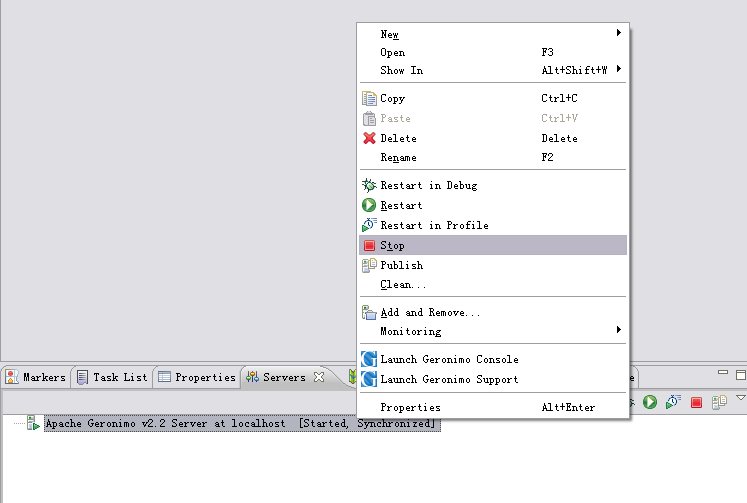 New
Open F3
Show In Alt+Shift+W
Copy Ctrl+C
Paste Ctrl+V
Delete Delete
Rename F2
Restart in Debug
Restart
Restart in Profile
Stop
Publish
Clean...
Add and Remove...
Monitoring
Launch Geronimo Console
Launch Geronimo Support
Properties Alt+Enter
Markers Task List Properties Servers
Apache Geronimo v2.2 Server at localhost [Started, Synchronized]